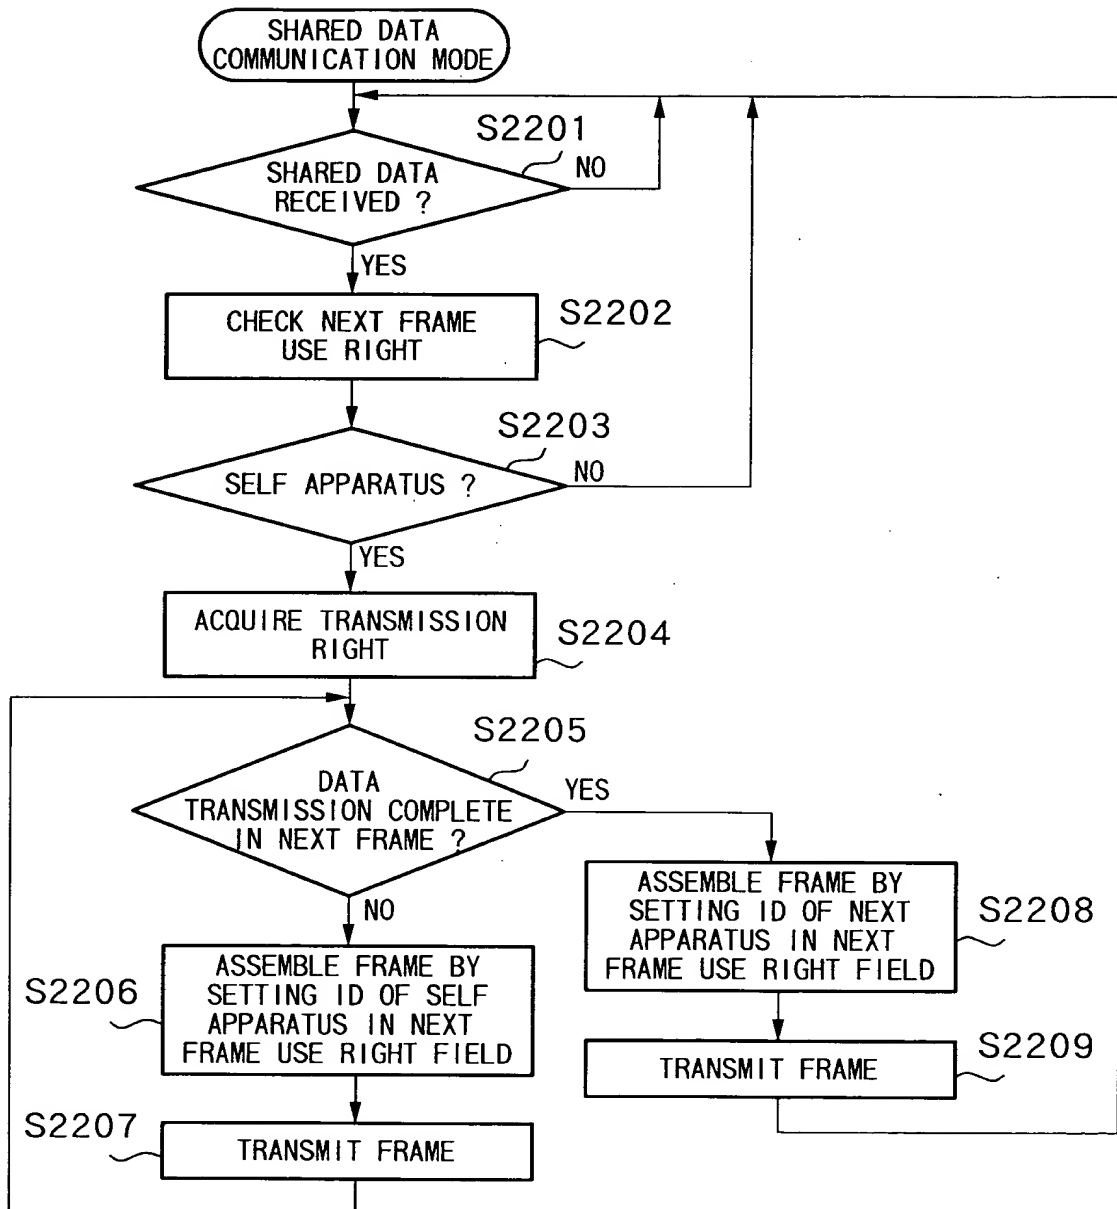 SHARED DATA
COMMUNICATION MODE
S2201
SHARED DATA
RECEIVED ?
NO
YES
CHECK NEXT FRAME
USE RIGHT
S2202
S2203
SELF APPARATUS ?
NO
YES
ACQUIRE TRANSMISSION
RIGHT
S2204
S2205
DATA
TRANSMISSION COMPLETE
IN NEXT FRAME ?
YES
NO
ASSEMBLE FRAME BY
SETTING ID OF NEXT
APPARATUS IN NEXT
FRAME USE RIGHT FIELD
S2208
S2206
ASSEMBLE FRAME BY
SETTING ID OF SELF
APPARATUS IN NEXT
FRAME USE RIGHT FIELD
TRANSMIT FRAME
S2209
S2207
TRANSMIT FRAME